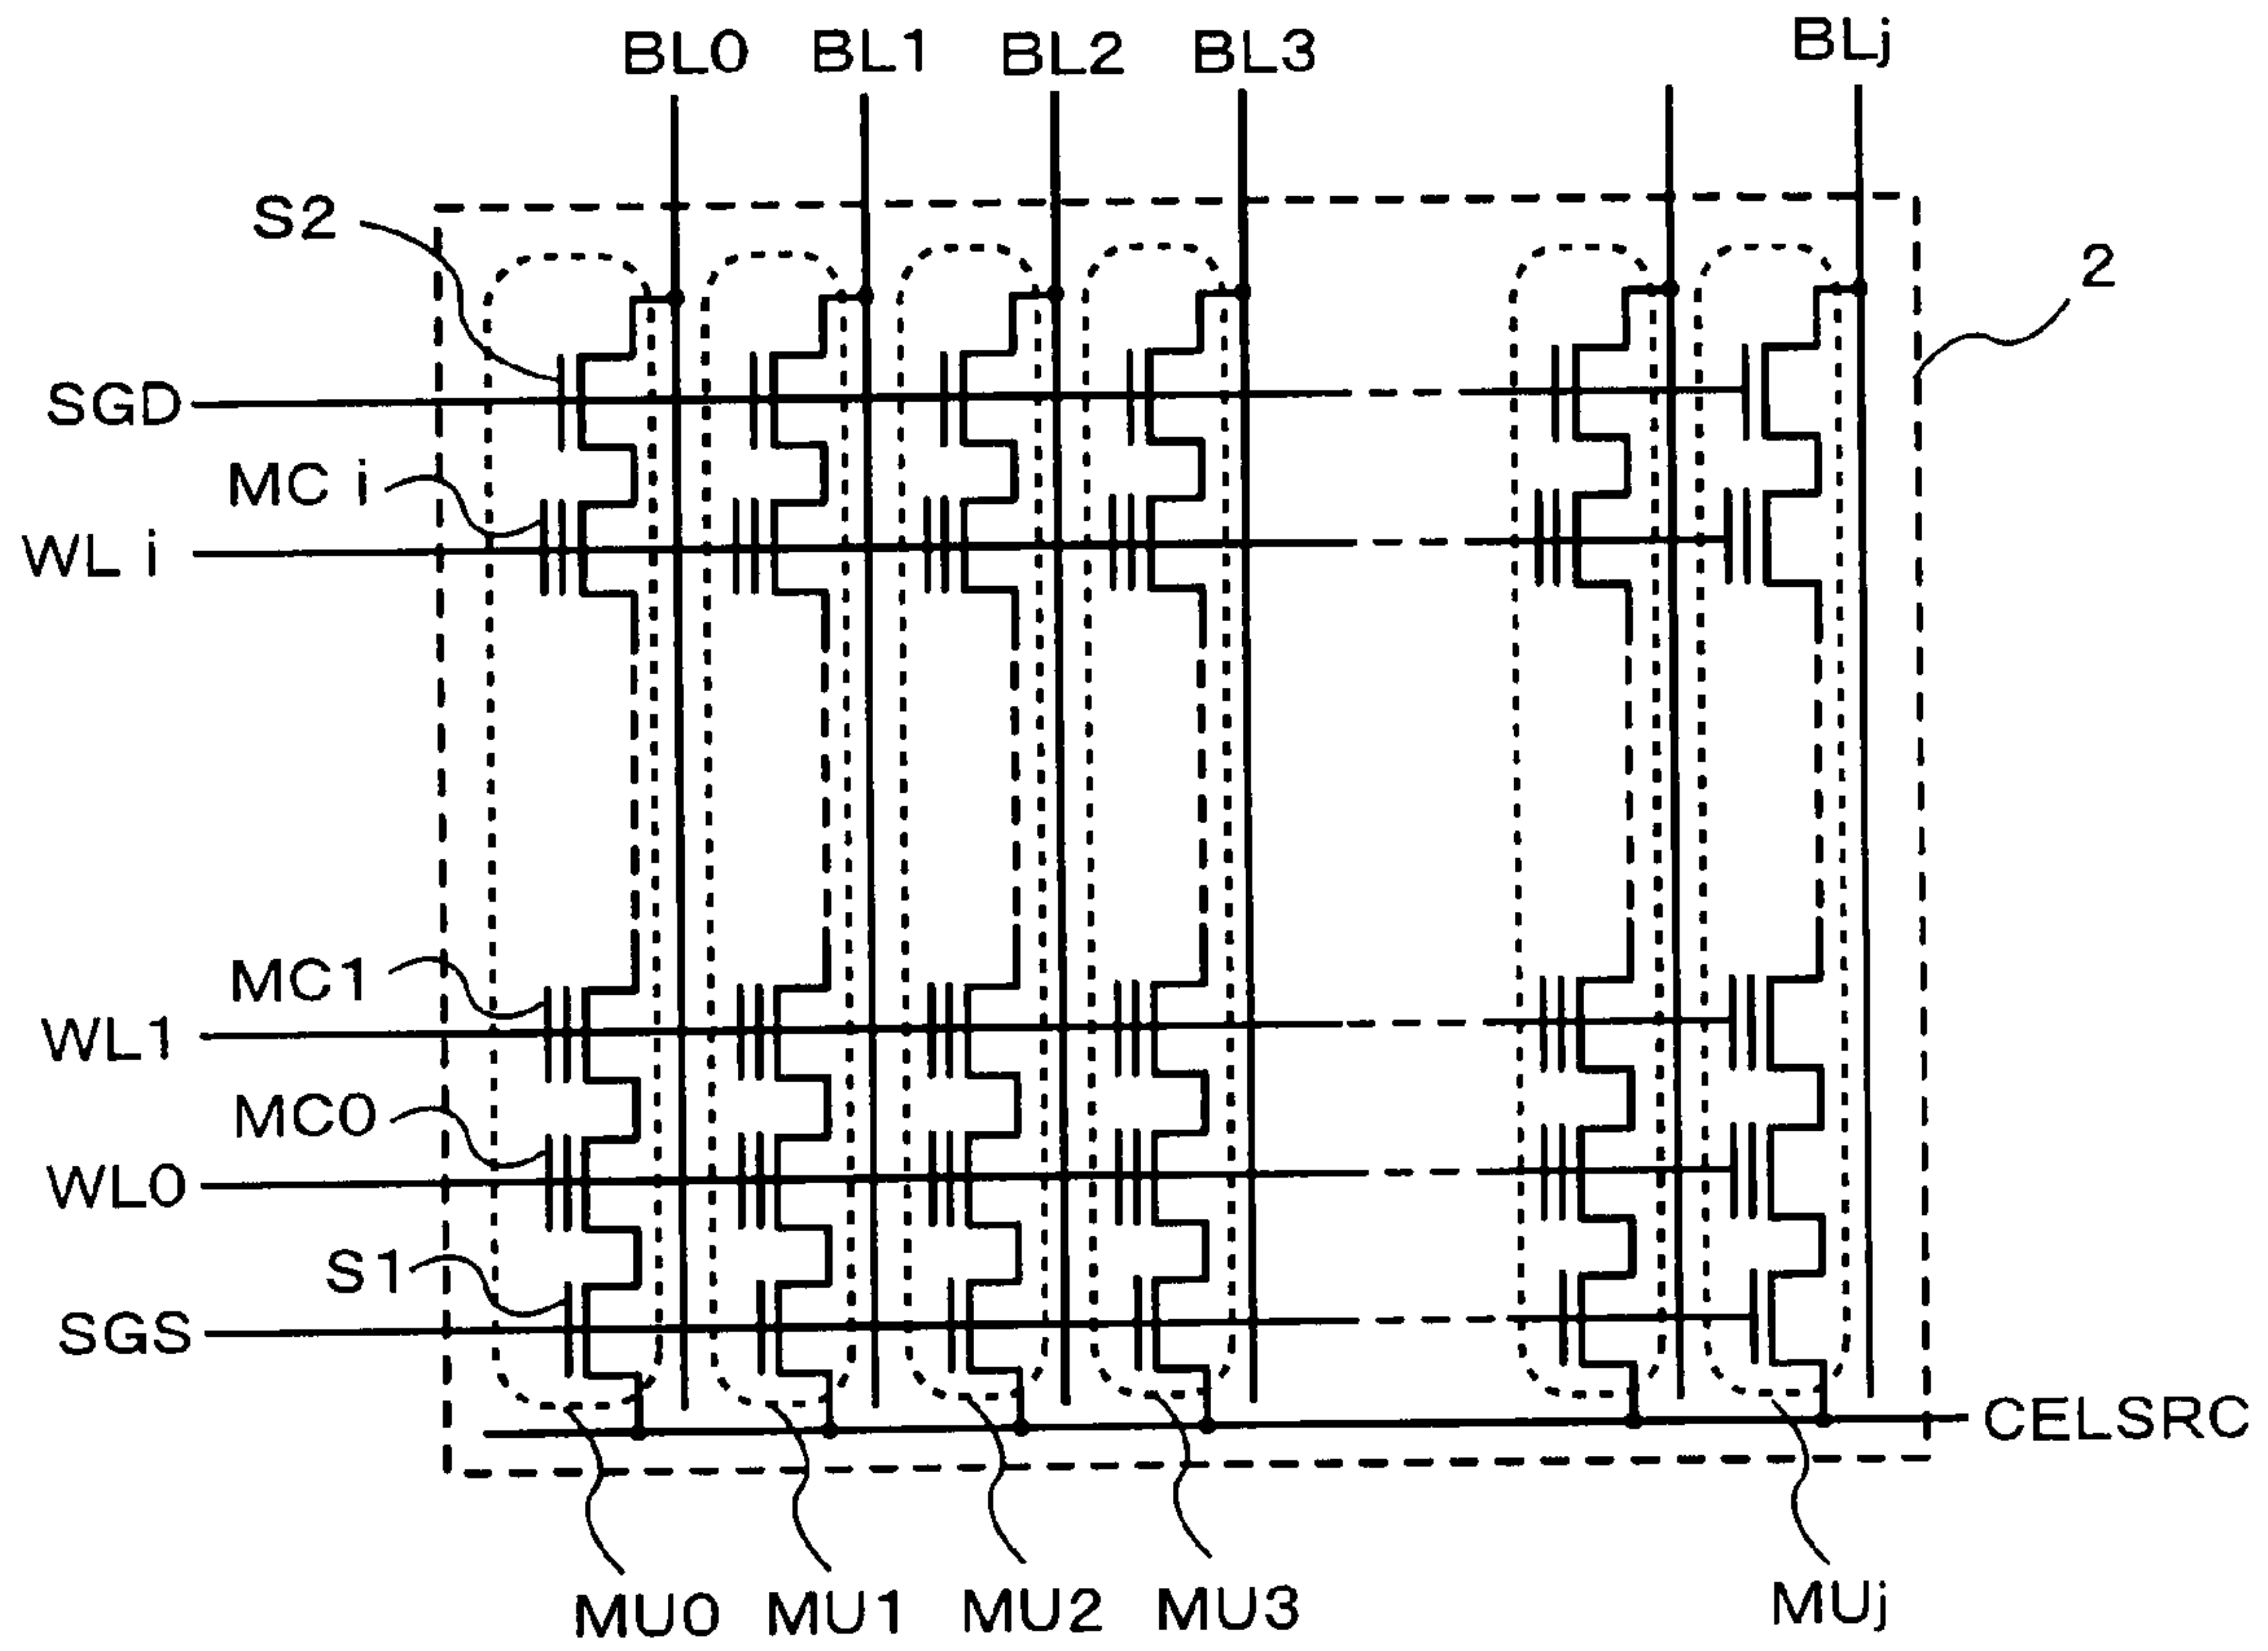 BL0 BL1 BL2 BL3 BLj
S2
2
SGD
MC i
WL i
MC1
WL1
MC0
WL0
S1
SGS
CELSRC
MU0 MU1 MU2 MU3 MUj